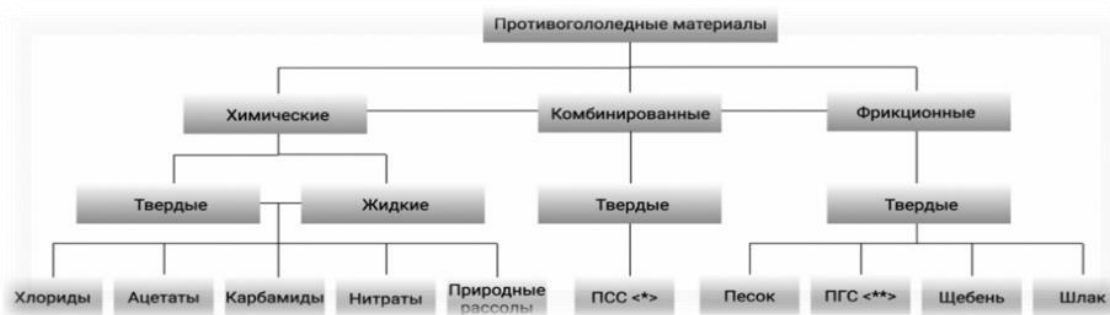 Противогололедные материалы
Химические
Комбинированные
Фрикционные
Твердые
Жидкие
Твердые
Твердые
Хлориды
Ацетаты
Карбамиды
Нитраты
Природные
рассолы
ПСС <*>
Песок
ПГС <**>
Щебень
Шлак